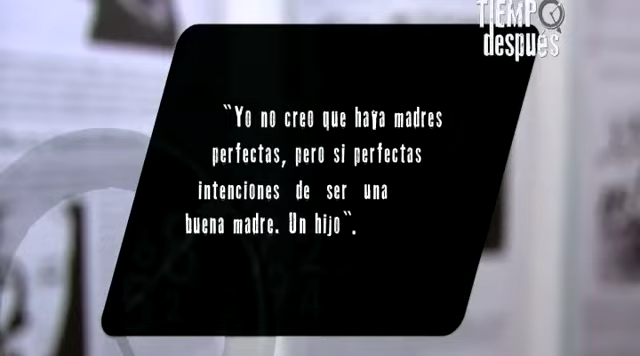 TIEMPO
después
"Yo no creo que haya madres
perfectas, pero si perfectas
intenciones de ser una
buena madre. Un hijo".